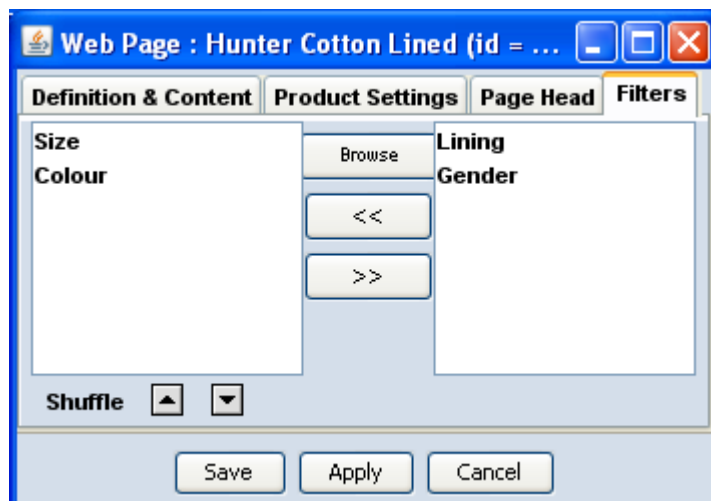 Web Page : Hunter Cotton Lined (id = ...
Definition & Content Product Settings Page Head Filters
Size
Colour
Browse
<<
>>
Lining
Gender
Shuffle
Save Apply Cancel